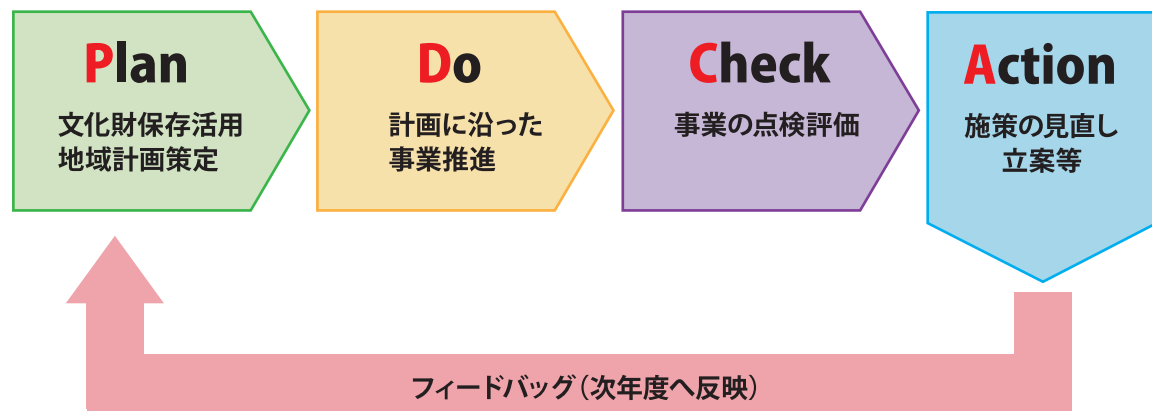 Plan
文化財保存活用
地域計画策定
Do
計画に沿った
事業推進
Check
事業の点検評価
Action
施策の見直し
立案等
フィードバッグ（次年度へ反映）